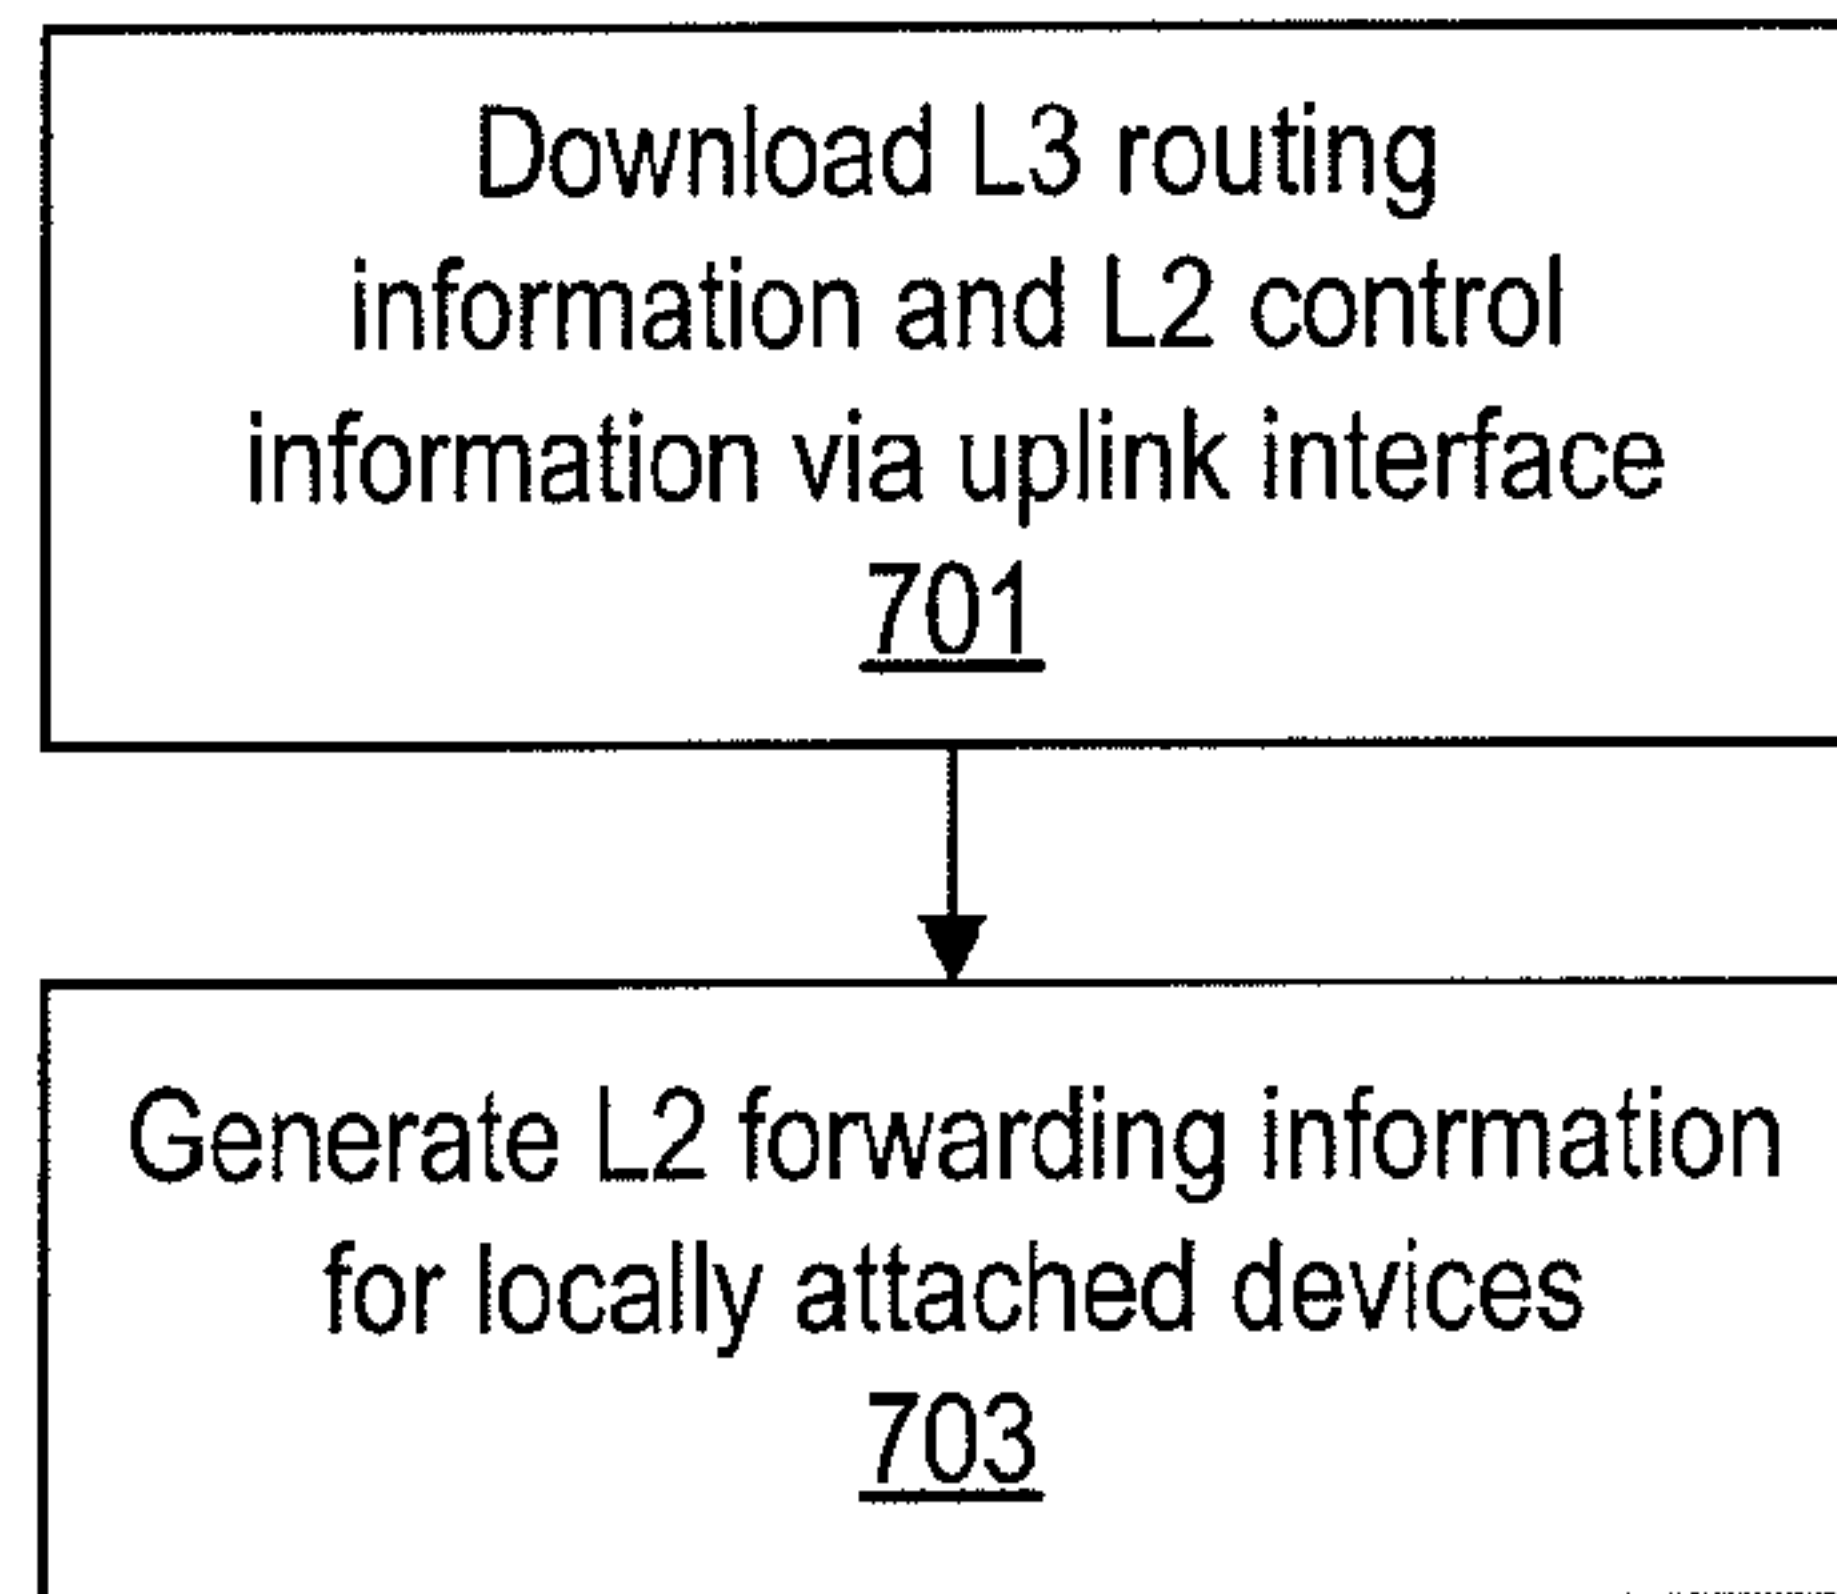 Download L3 routing
information and L2 control
information via uplink interface
701
Generate L2 forwarding information
for locally attached devices
703